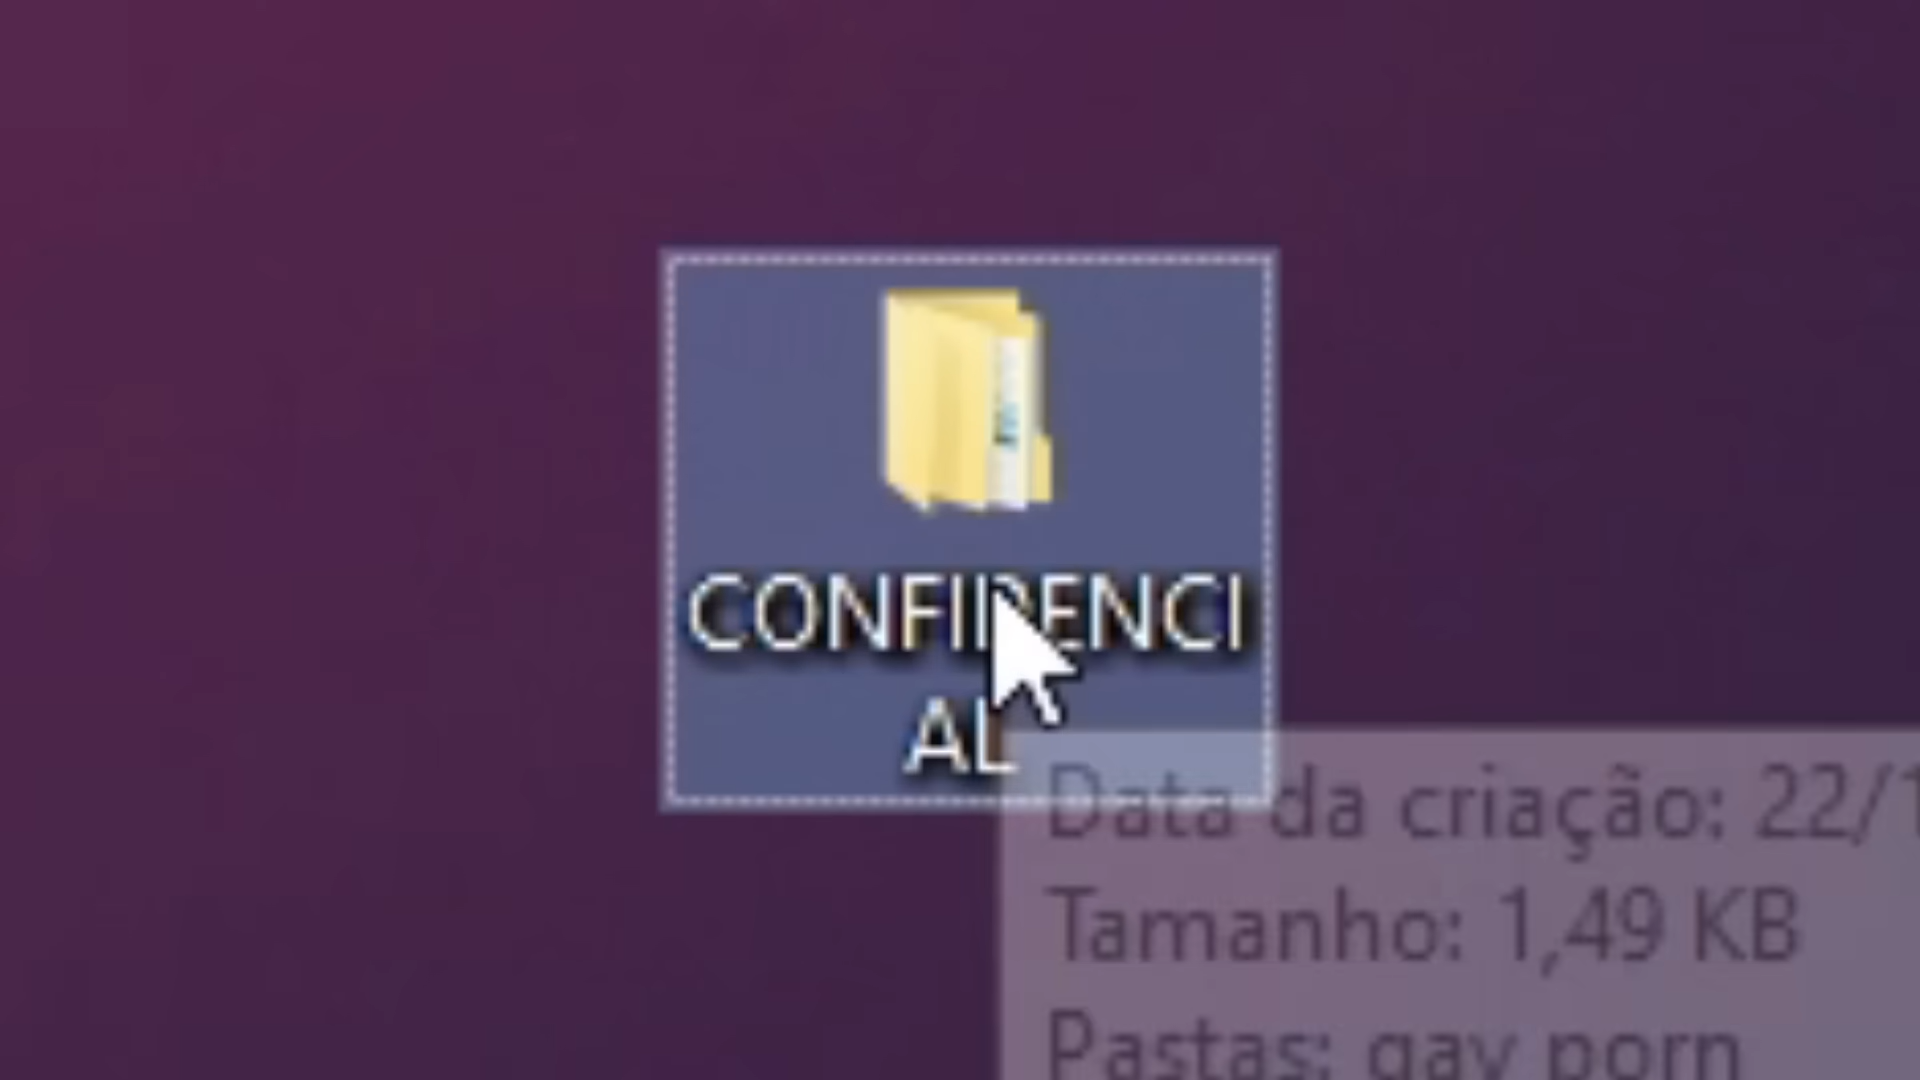 CONFIDENCI
AL
Data da criação: 22/1
Tamanho: 1,49 KB
Pastas: gay porn